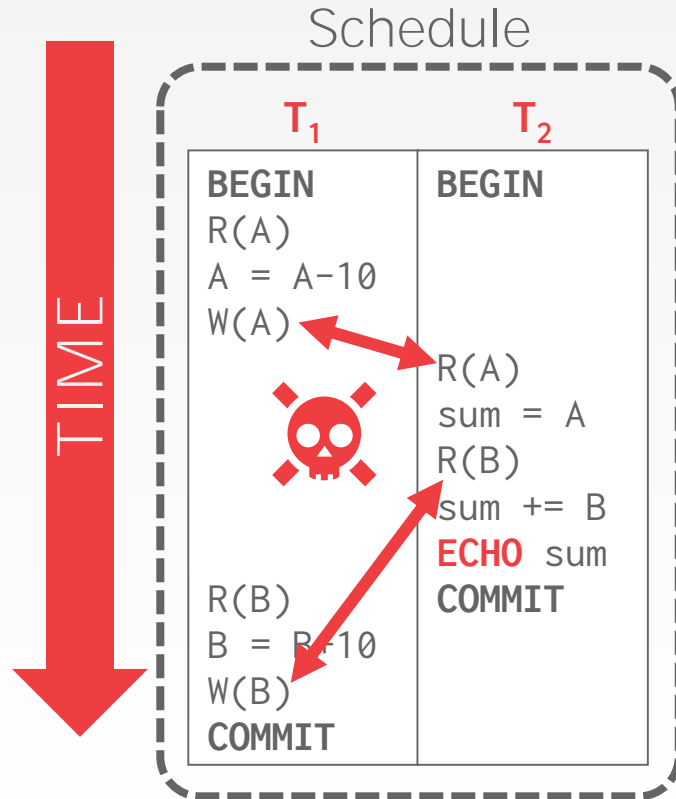 Schedule
TIME
T₁
T₂
BEGIN
R(A)
A = A-10
W(A)
R(B)
B = B+10
W(B)
COMMIT
BEGIN
R(A)
sum = A
R(B)
sum += B
ECHO sum
COMMIT